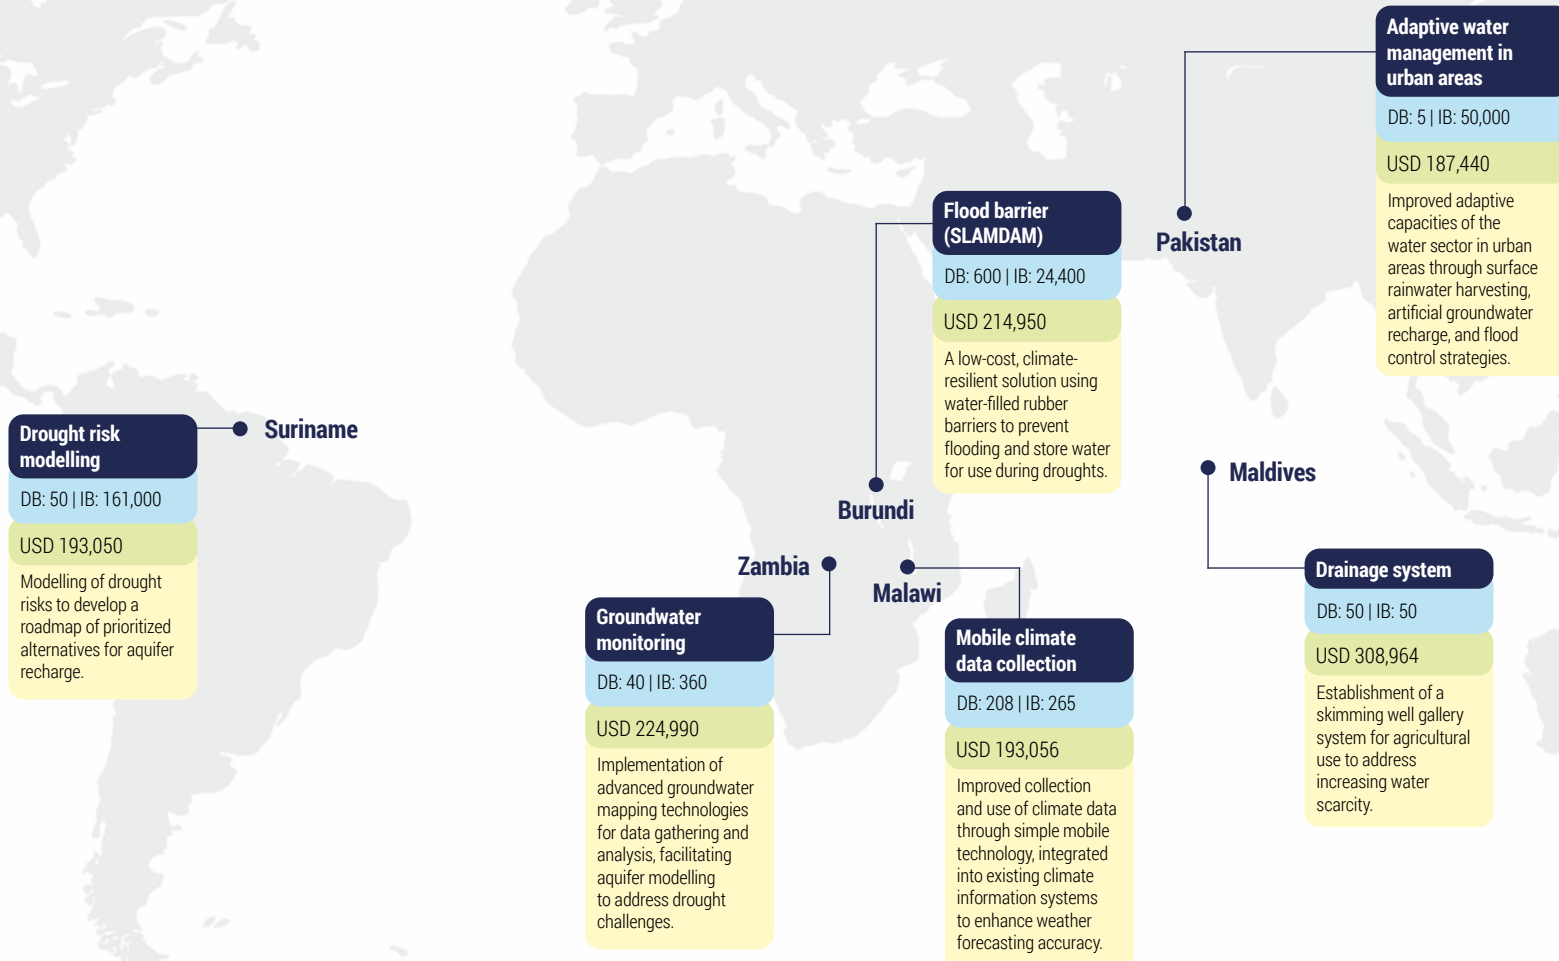 Adaptive water
management in
urban areas
DB: 5 | IB: 50,000
USD 187,440
Improved adaptive
capacities of the
water sector in urban
areas through surface
rainwater harvesting,
artificial groundwater
recharge, and flood
control strategies.
Pakistan
Flood barrier
(SLAMDAM)
DB: 600 | IB: 24,400
USD 214,950
A low-cost, climate-
resilient solution using
water-filled rubber
barriers to prevent
flooding and store water
for use during droughts.
Burundi
Suriname
Drought risk
modelling
DB: 50 | IB: 161,000
USD 193,050
Modelling of drought
risks to develop a
roadmap of prioritized
alternatives for aquifer
recharge.
Maldives
Drainage system
DB: 50 | IB: 50
USD 308,964
Establishment of a
skimming well gallery
system for agricultural
use to address
increasing water
scarcity.
Zambia
Groundwater
monitoring
DB: 40 | IB: 360
USD 224,990
Implementation of
advanced groundwater
mapping technologies
for data gathering and
analysis, facilitating
aquifer modelling
to address drought
challenges.
Malawi
Mobile climate
data collection
DB: 208 | IB: 265
USD 193,056
Improved collection
and use of climate data
through simple mobile
technology, integrated
into existing climate
information systems
to enhance weather
forecasting accuracy.